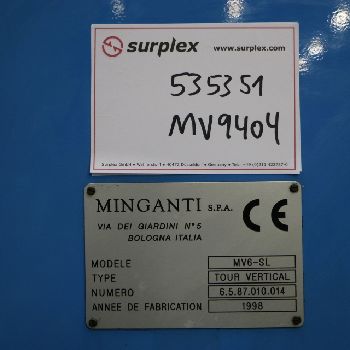 surplex www.surplex.com
535351
MV9404
MINGANTI S.P.A. CE
VIA DEI GIARDINI N°5
BOLOGNA ITALIA
MODELE MV6-SL
TYPE TOUR VERTICAL
NUMERO 6.5.87.010.014
ANNÉE DE FABRICATION 1998